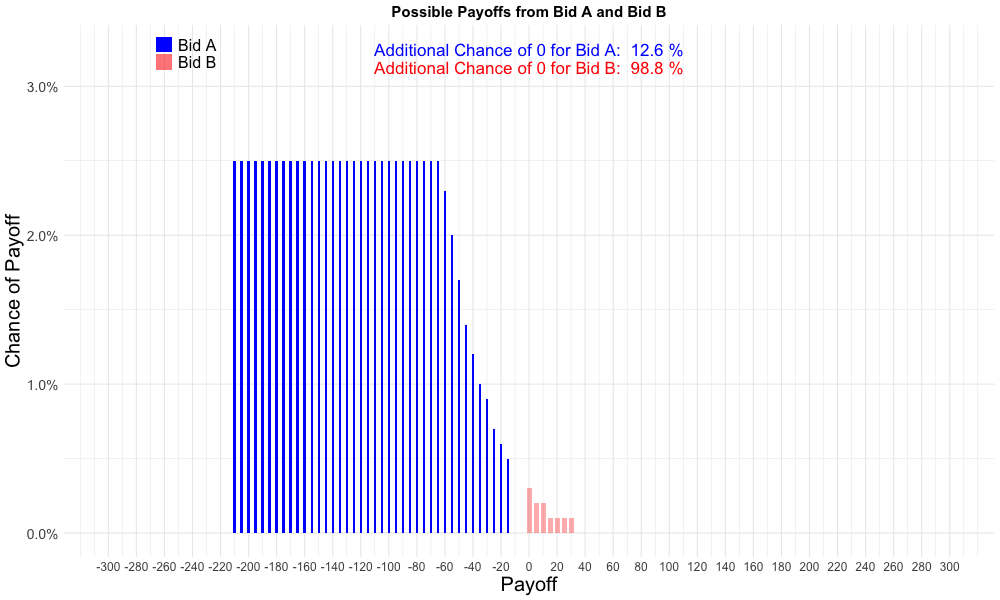 Possible Payoffs from Bid A and Bid B
Bid A
Bid B
Additional Chance of 0 for Bid A: 12.6 %
Additional Chance of 0 for Bid B: 98.8 %
Chance of Payoff
3.0%
2.0%
1.0%
0.0%
-300 -280 -260 -240 -220 -200 -180 -160 -140 -120 -100 -80 -60 -40 -20 0 20 40 60 80 100 120 140 160 180 200 220 240 260 280 300
Payoff